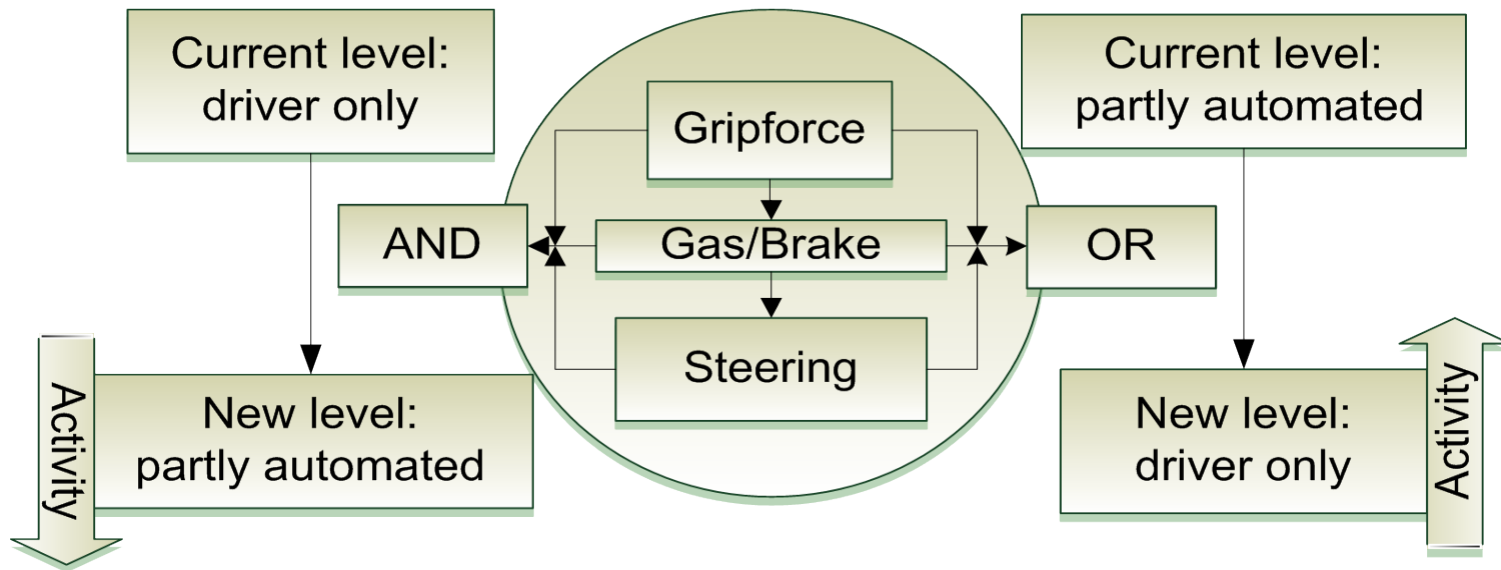 Current level:
driver only
AND
Activity
New level:
partly automated
Gripforce
Gas/Brake
Steering
Current level:
partly automated
OR
New level:
driver only
Activity